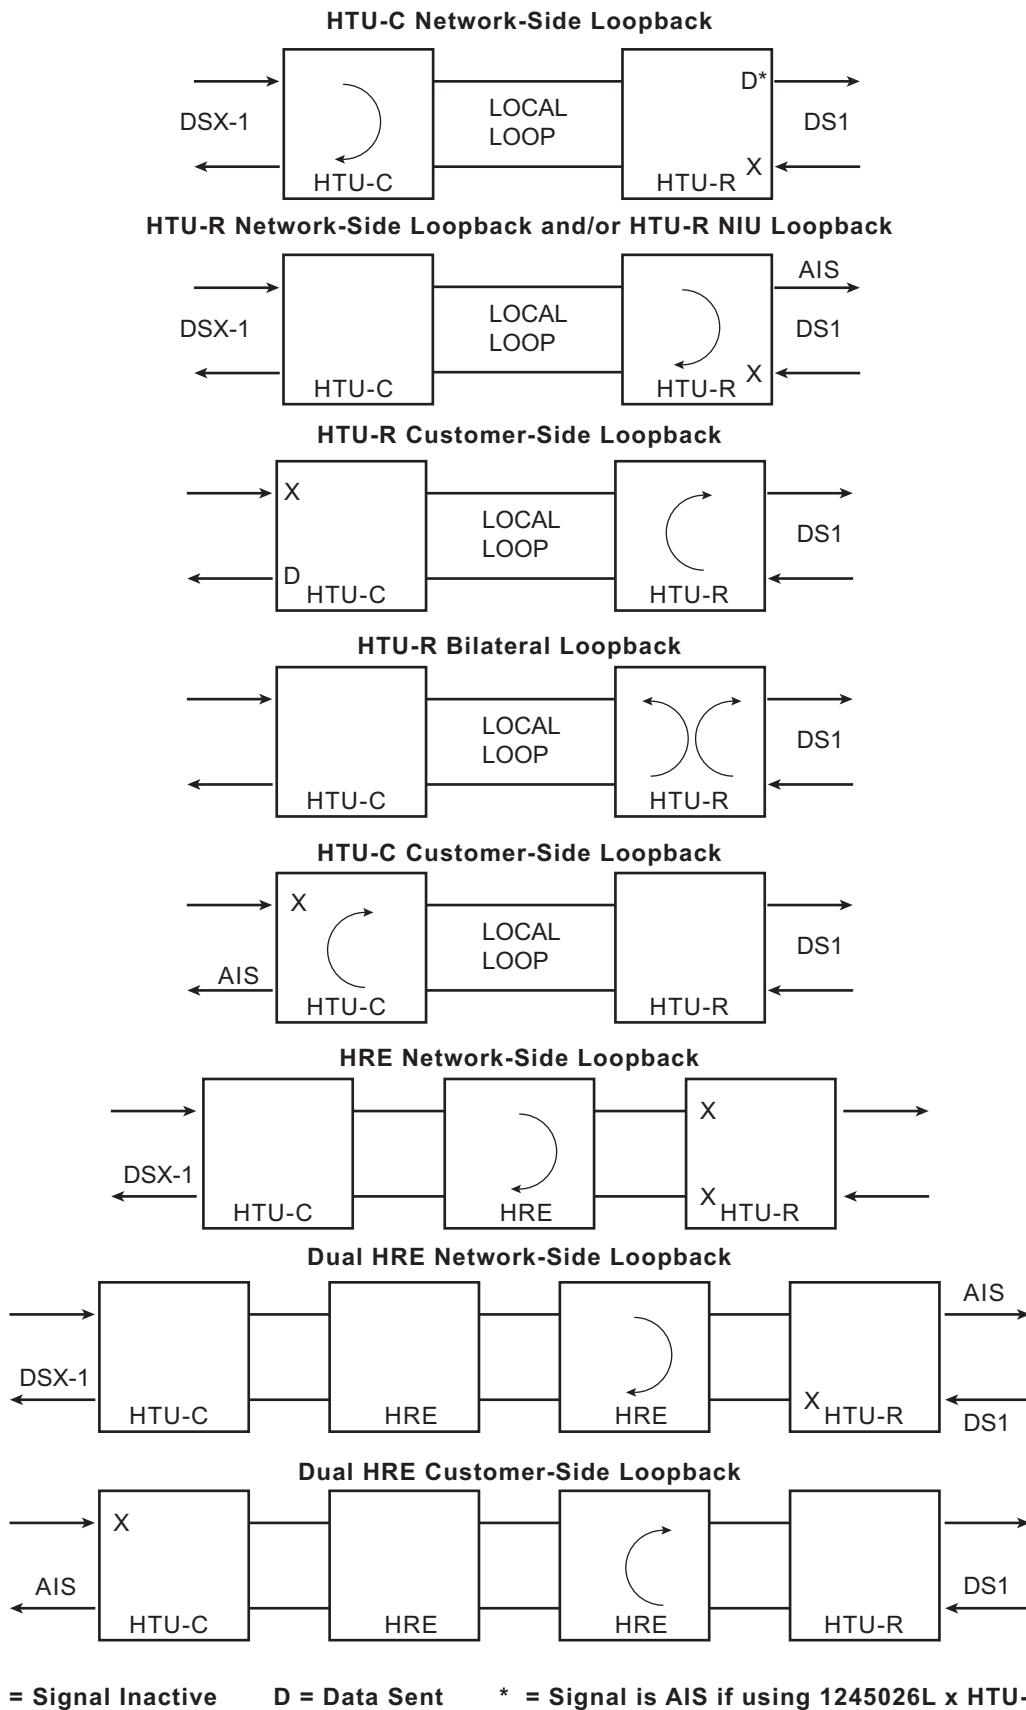 HTU-C Network-Side Loopback
D*
DSX-1
LOCAL
LOOP
DS1
X
HTU-C
HTU-R
HTU-R Network-Side Loopback and/or HTU-R NIU Loopback
AIS
DSX-1
LOCAL
LOOP
DS1
X
HTU-C
HTU-R
HTU-R Customer-Side Loopback
X
LOCAL
LOOP
DS1
D
HTU-C
HTU-R
HTU-R Bilateral Loopback
LOCAL
LOOP
DS1
HTU-C
HTU-R
HTU-C Customer-Side Loopback
X
LOCAL
LOOP
DS1
AIS
HTU-C
HTU-R
HRE Network-Side Loopback
X
DSX-1
X
HTU-C
HRE
HTU-R
Dual HRE Network-Side Loopback
AIS
DSX-1
X
HTU-C
HRE
HRE
HTU-R
DS1
Dual HRE Customer-Side Loopback
X
AIS
DS1
HTU-C
HRE
HRE
HTU-R
= Signal Inactive D = Data Sent * = Signal is AIS if using 1245026L x HTU-